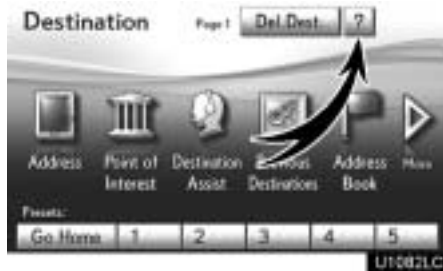 Destination Page 1 Del.Dest. ?
Address Point of Interest Destination Assist Previous Destinations Address Book More
Presets:
Go Home 1 2 3 4 5
U1082LC